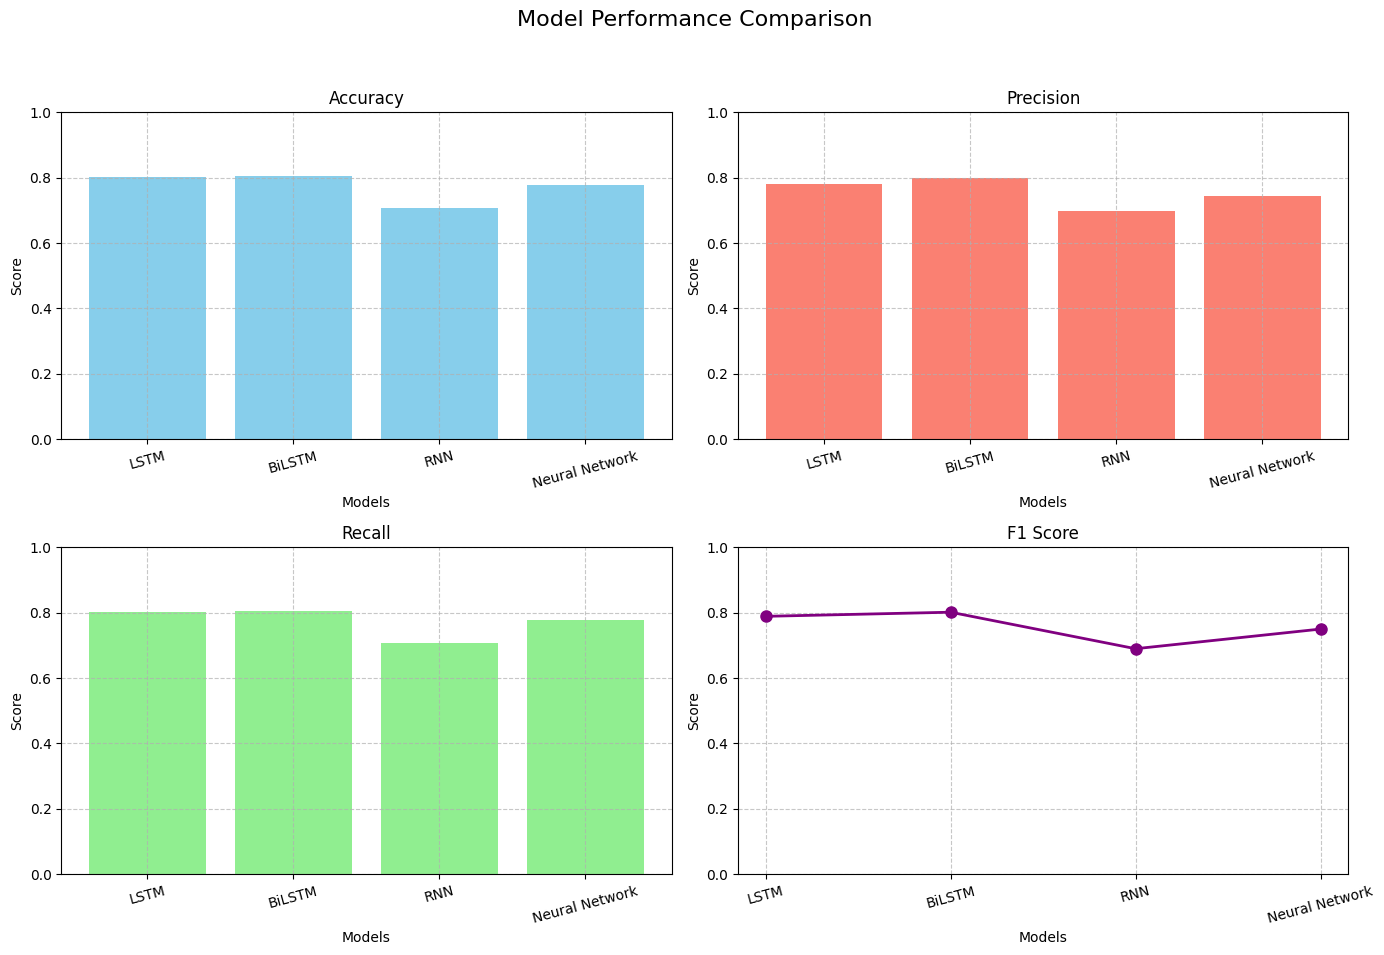 Model Performance Comparison
Accuracy
1.0
0.8
0.6
0.4
0.2
0.0
Score
LSTM
BiLSTM
RNN
Neural Network
Models
Precision
1.0
0.8
0.6
0.4
0.2
0.0
Score
LSTM
BiLSTM
RNN
Neural Network
Models
Recall
1.0
0.8
0.6
0.4
0.2
0.0
Score
LSTM
BiLSTM
RNN
Neural Network
Models
F1 Score
1.0
0.8
0.6
0.4
0.2
0.0
Score
LSTM
BiLSTM
RNN
Neural Network
Models